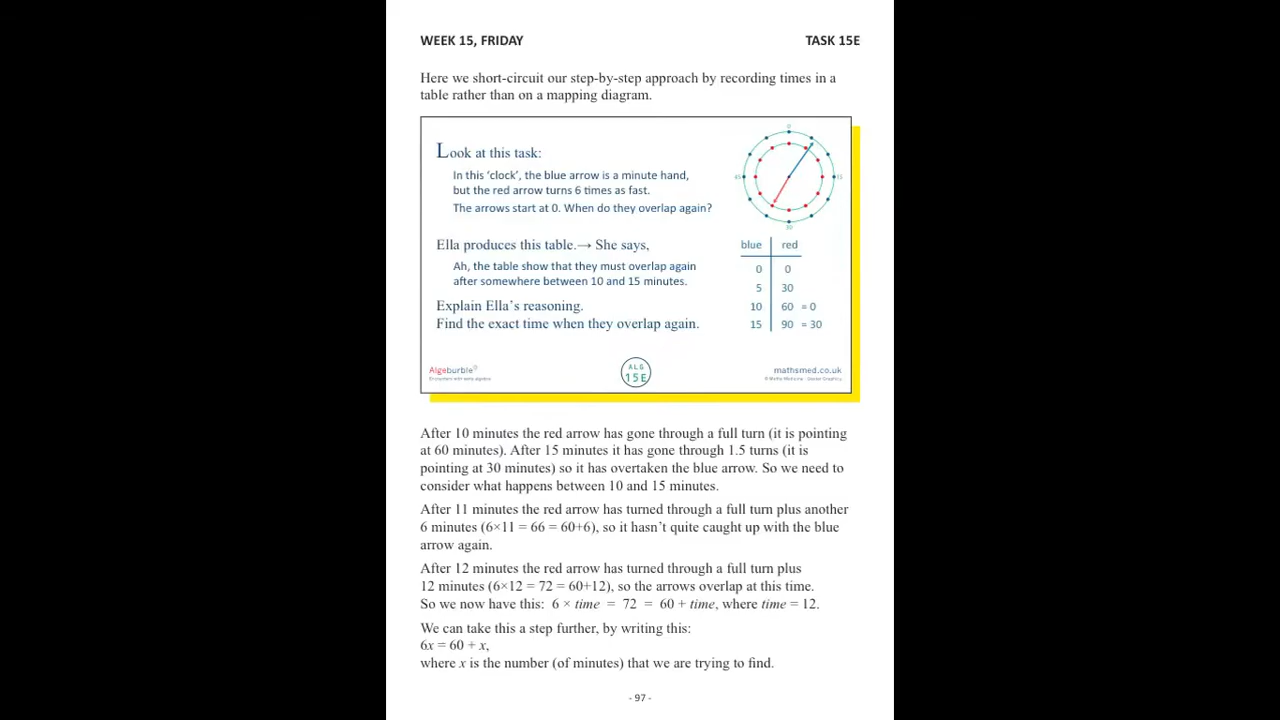 WEEK 15, FRIDAY TASK 15E
Here we short-circuit our step-by-step approach by recording times in a
table rather than on a mapping diagram.
Look at this task:
In this ‘clock’, the blue arrow is a minute hand,
but the red arrow turns 6 times as fast.
The arrows start at 0. When do they overlap again?
0
15
30
45
Ella produces this table.→ She says,
Ah, the table show that they must overlap again
after somewhere between 10 and 15 minutes.
Explain Ella’s reasoning.
Find the exact time when they overlap again.
blue red
0 0
5 30
10 60 = 0
15 90 = 30
Algeburble®
Encounters with early algebra
ALG
15E
mathsmed.co.uk
© Maths Medicine - Dexter Graphics
After 10 minutes the red arrow has gone through a full turn (it is pointing
at 60 minutes). After 15 minutes it has gone through 1.5 turns (it is
pointing at 30 minutes) so it has overtaken the blue arrow. So we need to
consider what happens between 10 and 15 minutes.
After 11 minutes the red arrow has turned through a full turn plus another
6 minutes (6×11 = 66 = 60+6), so it hasn’t quite caught up with the blue
arrow again.
After 12 minutes the red arrow has turned through a full turn plus
12 minutes (6×12 = 72 = 60+12), so the arrows overlap at this time.
So we now have this: 6 × time = 72 = 60 + time, where time = 12.
We can take this a step further, by writing this:
6x = 60 + x,
where x is the number (of minutes) that we are trying to find.
- 97 -